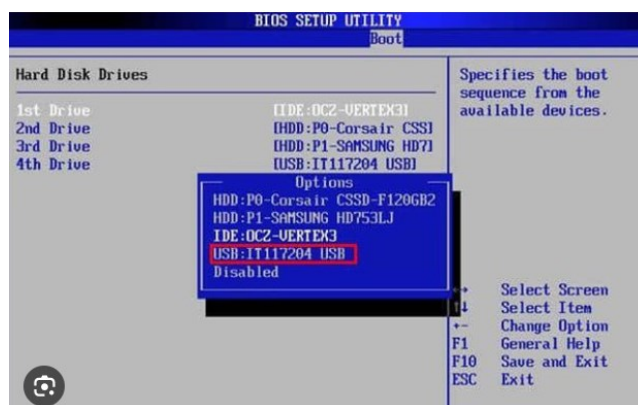 BIOS SETUP UTILITY
Boot
Hard Disk Drives
1st Drive [IDE:OCZ-VERTEX3]
2nd Drive [HDD:P0-Corsair CSS]
3rd Drive [HDD:P1-SAMSUNG HD7]
4th Drive [USB:IT117204 USB]
Options
HDD:P0-Corsair CSSD-F120GB2
HDD:P1-SAMSUNG HD753LJ
IDE:OCZ-VERTEX3
USB:IT117204 USB
Disabled
Specifies the boot
sequence from the
available devices.
↔ Select Screen
↑↓ Select Item
+- Change Option
F1 General Help
F10 Save and Exit
ESC Exit